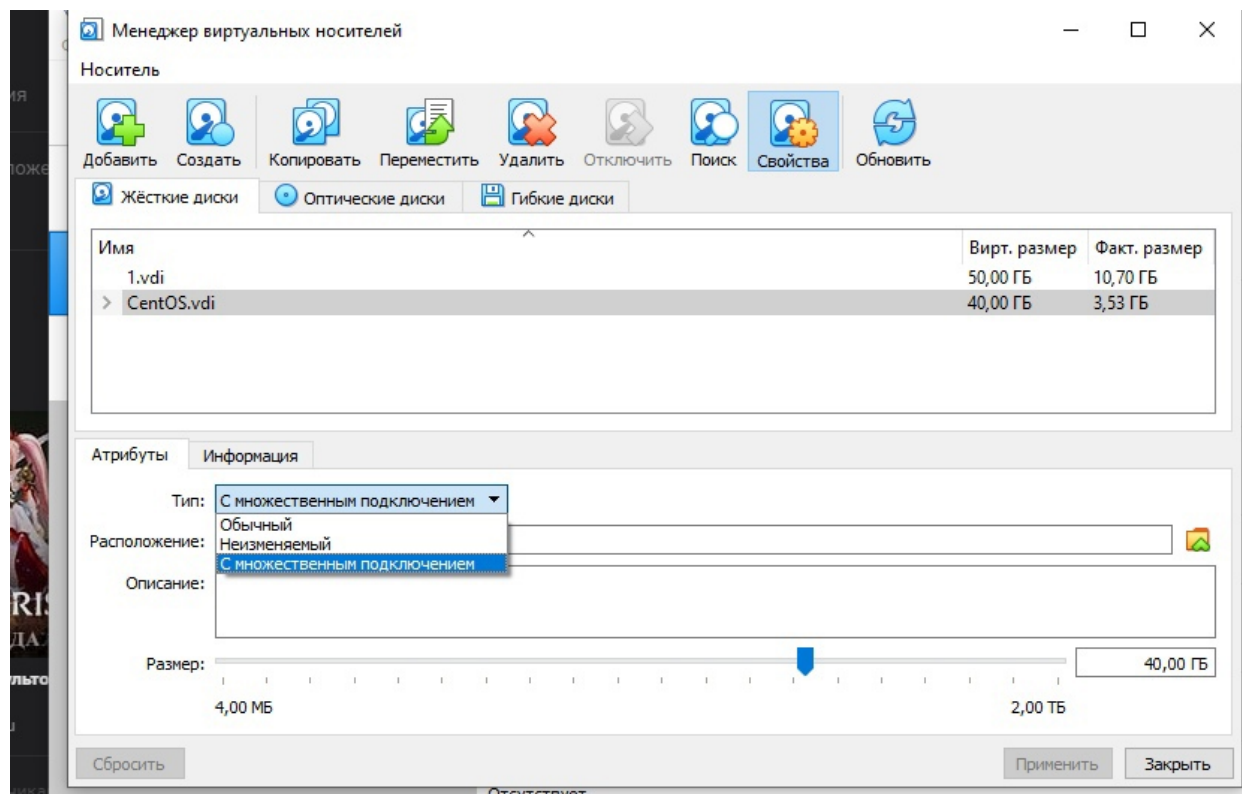 Менеджер виртуальных носителей
Носитель
Добавить Создать Копировать Переместить Удалить Отключить Поиск Свойства Обновить
Жёсткие диски Оптические диски Гибкие диски
Имя Вирт. размер Факт. размер
1.vdi 50,00 ГБ 10,70 ГБ
CentOS.vdi 40,00 ГБ 3,53 ГБ
Атрибуты Информация
Тип: С множественным подключением
Обычный
Расположение: Неизменяемый
С множественным подключением
Описание:
Размер: 40,00 ГБ
4,00 МБ 2,00 ТБ
Сбросить Применить Закрыть
Отсутствует